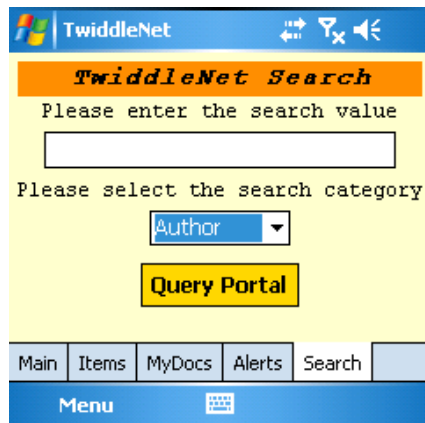 TwiddleNet
TwiddleNet Search
Please enter the search value
Please select the search category
Author
Query Portal
Main Items MyDocs Alerts Search
Menu